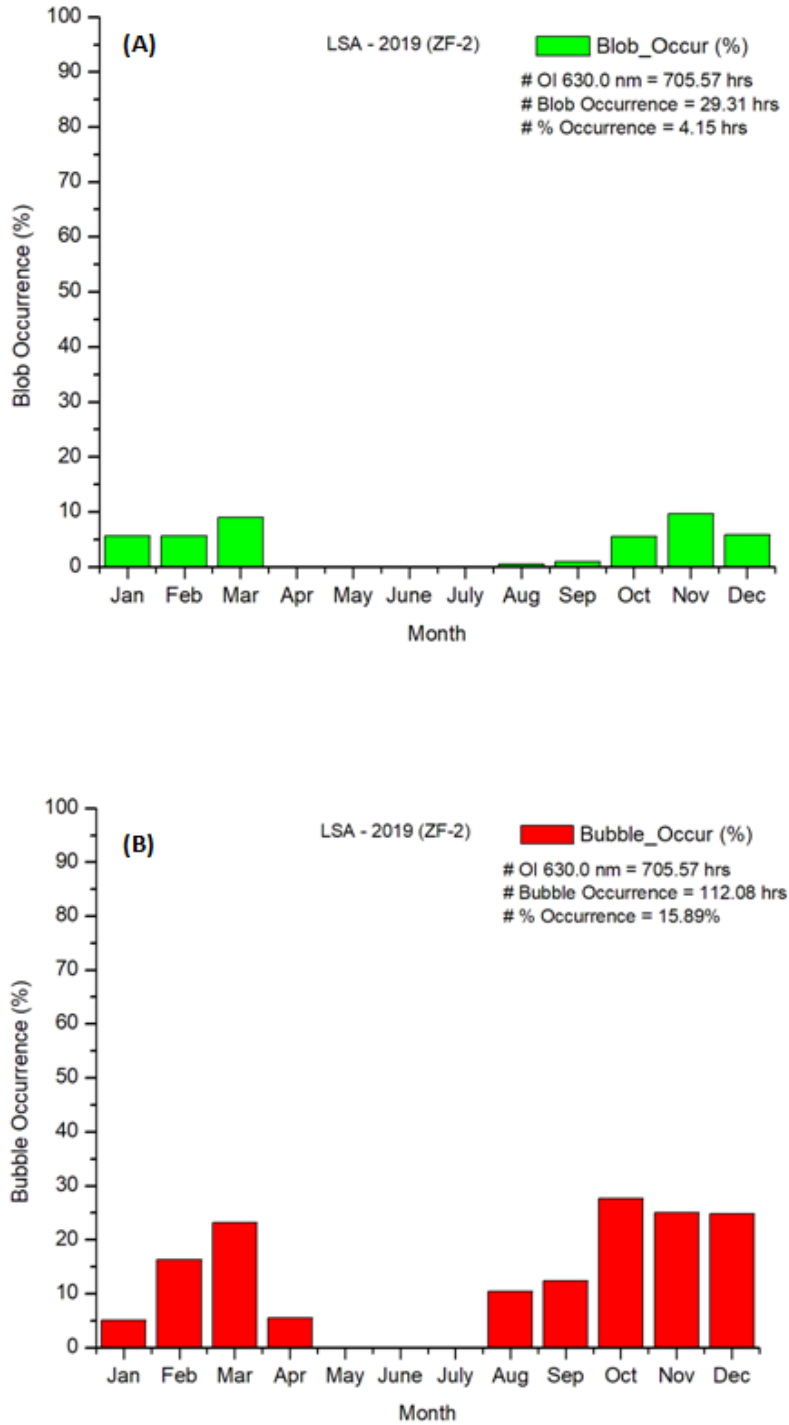 (A)
LSA - 2019 (ZF-2)
Blob_Occur (%)
# OI 630.0 nm = 705.57 hrs
# Blob Occurrence = 29.31 hrs
# % Occurrence = 4.15 hrs
100
90
80
70
60
50
40
30
20
10
0
Blob Occurrence (%)
Jan Feb Mar Apr May June July Aug Sep Oct Nov Dec
Month
(B)
LSA - 2019 (ZF-2)
Bubble_Occur (%)
# OI 630.0 nm = 705.57 hrs
# Bubble Occurrence = 112.08 hrs
# % Occurrence = 15.89%
100
90
80
70
60
50
40
30
20
10
0
Bubble Occurrence (%)
Jan Feb Mar Apr May June July Aug Sep Oct Nov Dec
Month